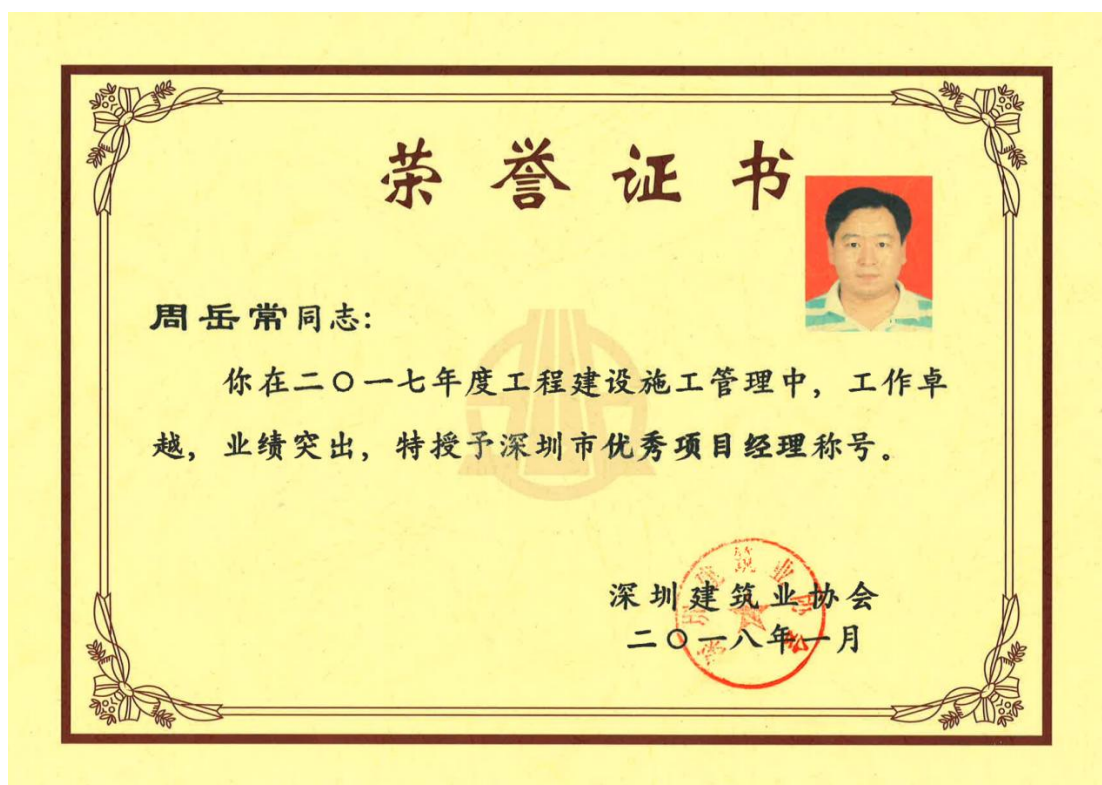 荣誉证书
周岳常同志:
你在二〇一七年度工程建设施工管理中，工作卓
越，业绩突出，特授予深圳市优秀项目经理称号。
深圳建筑业协会
二〇一八年一月